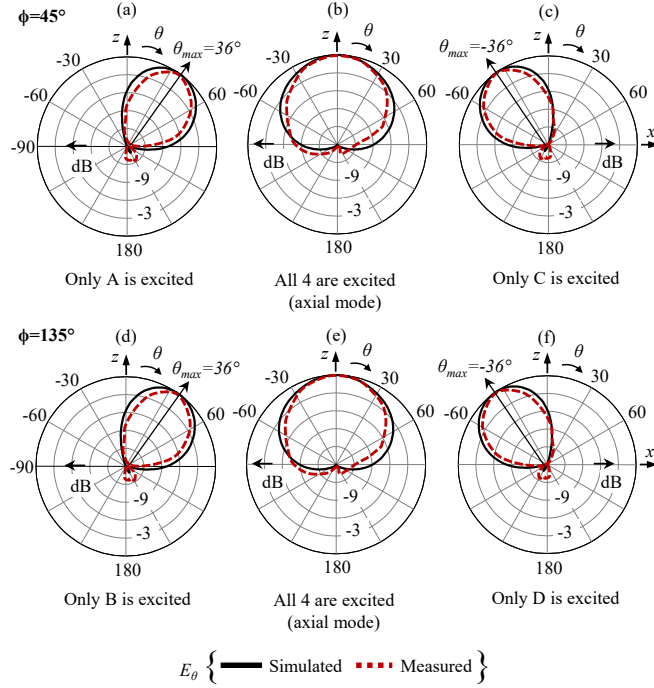 ϕ=45°
(a)
(b)
(c)
z
θ
θmax=36°
-30
-60
60
-90
dB
-9
-3
180
Only A is excited
z
θ
30
-60
60
dB
-9
-3
180
All 4 are excited
(axial mode)
θmax=-36°
z
θ
30
-60
60
x
dB
-9
-3
180
Only C is excited
ϕ=135°
(d)
(e)
(f)
z
θ
θmax=36°
-30
-60
60
-90
dB
-9
-3
180
Only B is excited
z
θ
-30
30
-60
60
dB
-9
-3
180
All 4 are excited
(axial mode)
θmax=-36°
z
θ
30
-60
60
x
dB
-9
-3
180
Only D is excited
Eθ { Simulated Measured }